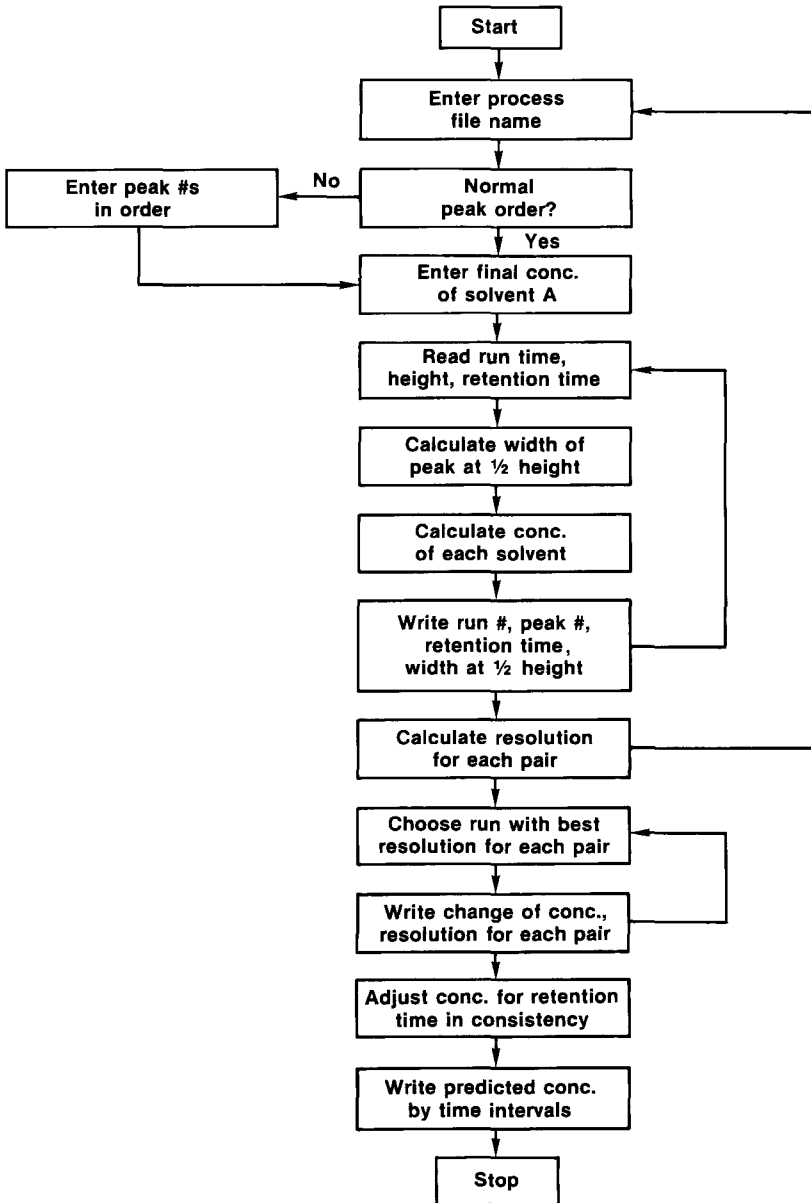 Start
Enter process
file name
No
Enter peak #s
in order
Normal
peak order?
Yes
Enter final conc.
of solvent A
Read run time,
height, retention time
Calculate width of
peak at ½ height
Calculate conc.
of each solvent
Write run #, peak #,
retention time,
width at ½ height
Calculate resolution
for each pair
Choose run with best
resolution for each pair
Write change of conc.,
resolution for each pair
Adjust conc. for retention
time in consistency
Write predicted conc.
by time intervals
Stop